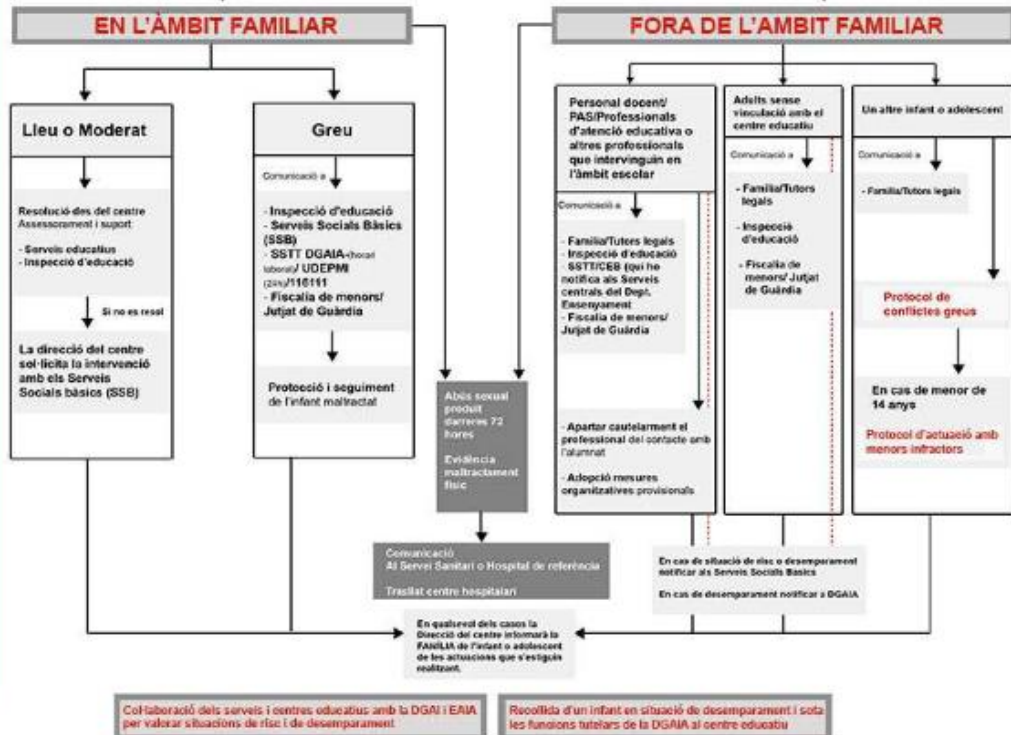 EN L'ÀMBIT FAMILIAR
FORA DE L'AMBIT FAMILIAR
Lleu o Moderat
Resolució des del centre
Assessorament i suport
- Serveis educatius
- Inspecció d'educació
Si no es resol
La direcció del centre
sol·licita la intervenció
amb els Serveis
Socials bàsics (SSB)
Greu
Comunicació a
- Inspecció d'educació
- Serveis Socials Bàsics
(SSB)
- SSTT DGAIA-(horari
laboral)/ UDEPMI
(24h)/116111
- Fiscalia de menors/
Jutjat de Guàrdia
Protecció i seguiment
de l'infant maltractat
Abús sexual
produït
darreres 72
hores
Evidència
maltractament
físic
Comunicació
Al Servei Sanitari o Hospital de referència
Trasllat centre hospitalari
Personal docent/
PAS/Professionals
d'atenció educativa o
altres professionals
que intervinguin en
l'àmbit escolar
Comunicació a
- Família/Tutors legals
- Inspecció d'educació
- SSTT/CEB (qui ho
notifica als Serveis
centrals del Dept.
Ensenyament
- Fiscalia de menors/
Jutjat de Guàrdia
- Apartar cautelarment el
professional del contacte amb
l'alumnat
- Adopció mesures
organitzatives provisionals
Adults sense
vinculació amb el
centre educatiu
Comunicació a
- Família/Tutors
legals
- Inspecció
d'educació
- Fiscalia de
menors/ Jutjat
de Guàrdia
Un altre infant o adolescent
Comunicació a
- Família/Tutors legals
Protocol de
conflictes greus
En cas de menor de
14 anys
Protocol d'actuació amb
menors infractors
En cas de situació de risc o desemparament
notificar als Serveis Socials Basics
En cas de desemparament notificar a DGAIA
En qualsevol dels casos la
Direcció del centre informarà la
FAMÍLIA de l'infant o adolescent
de les actuacions que s'estiguin
realitzant.
Col·laboració dels serveis i centres educatius amb la DGAI i EAIA
per valorar situacions de risc i de desemparament
Recollida d'un infant en situació de desemparament i sota
les funcions tutelars de la DGAIA al centre educatiu